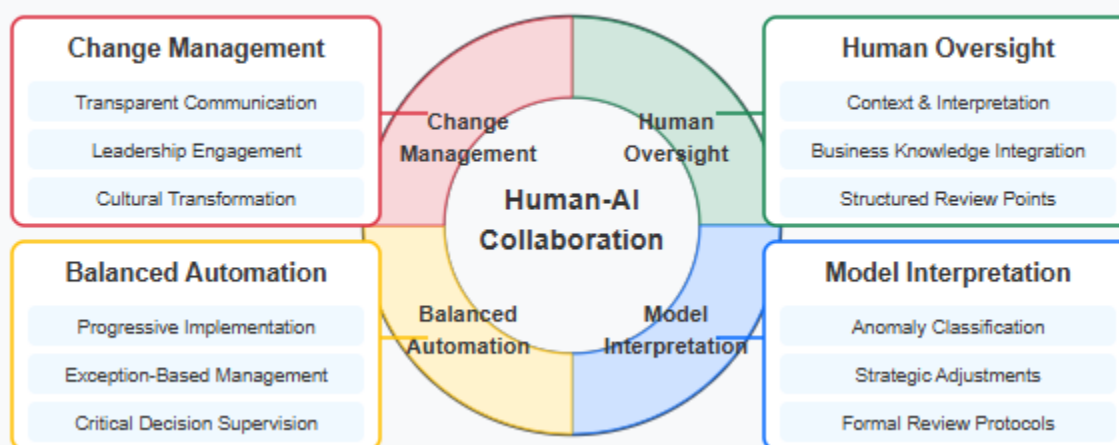 Change Management
Transparent Communication
Leadership Engagement
Cultural Transformation
Human Oversight
Context & Interpretation
Business Knowledge Integration
Structured Review Points
Change
Management
Human
Oversight
Human-AI
Collaboration
Balanced
Automation
Model
Interpretation
Balanced Automation
Progressive Implementation
Exception-Based Management
Critical Decision Supervision
Model Interpretation
Anomaly Classification
Strategic Adjustments
Formal Review Protocols